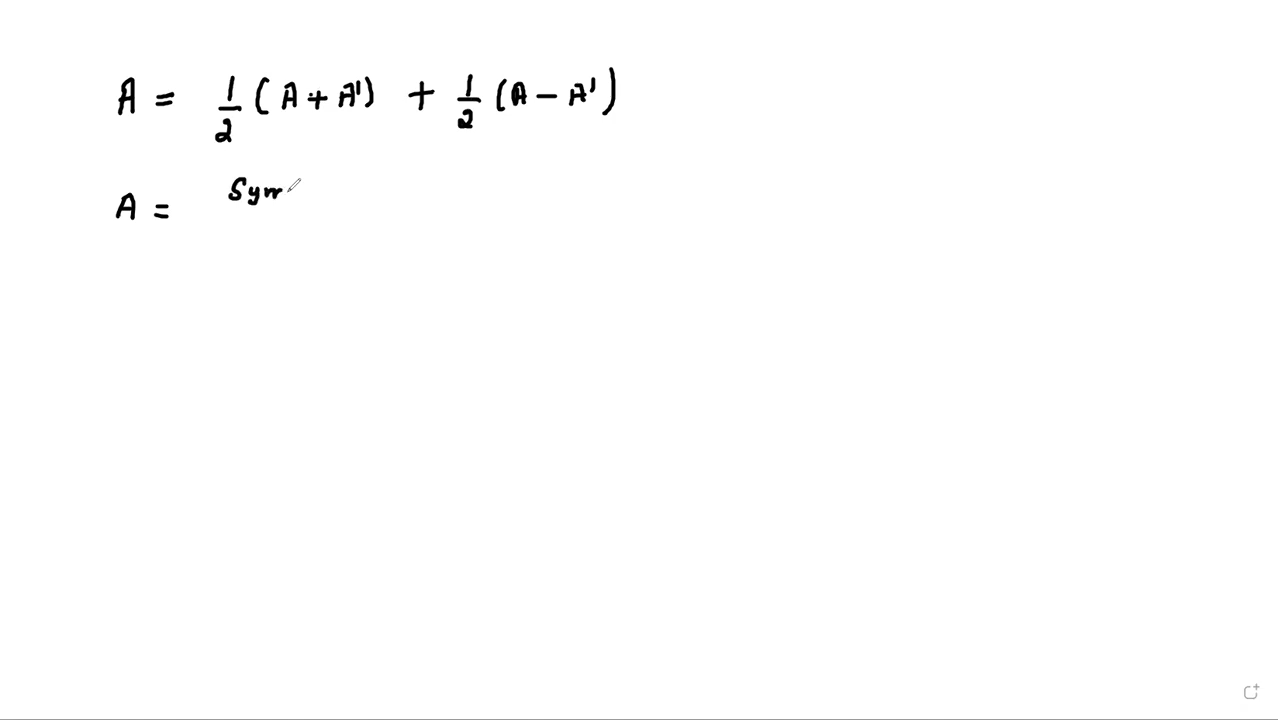 A = 1/2 (A + A') + 1/2 (A - A')
A = Sym